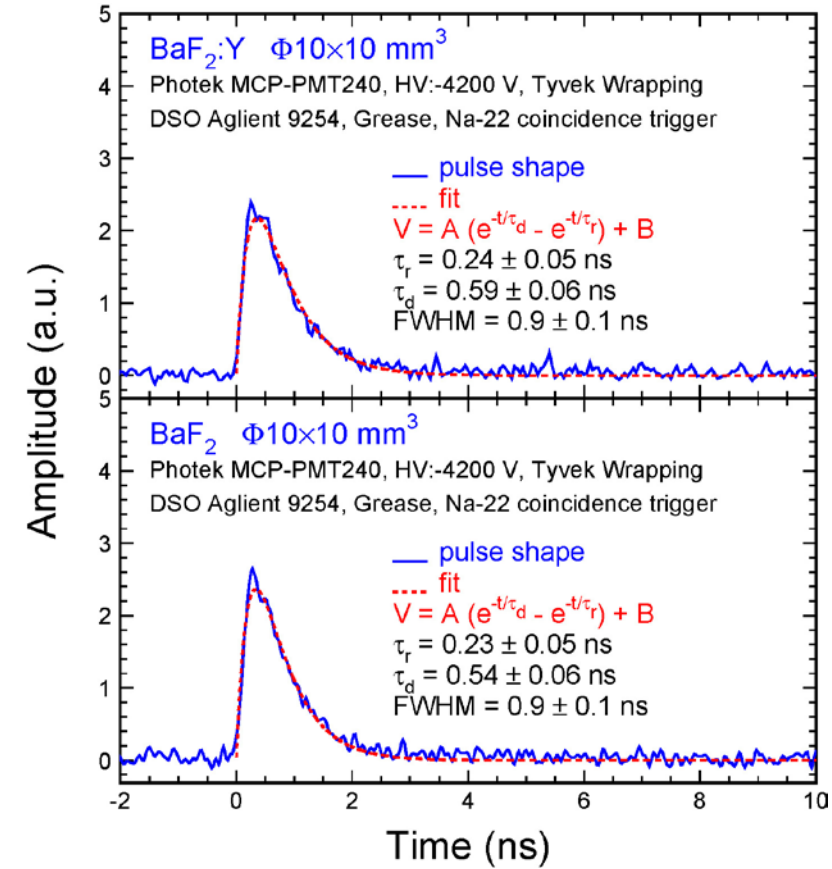 Amplitude (a.u.)
5
4
3
2
1
0
BaF₂:Y Φ10×10 mm³
Photek MCP-PMT240, HV:-4200 V, Tyvek Wrapping
DSO Aglient 9254, Grease, Na-22 coincidence trigger
pulse shape
fit
V = A (e^-t/τd - e^-t/τr) + B
τr = 0.24 ± 0.05 ns
τd = 0.59 ± 0.06 ns
FWHM = 0.9 ± 0.1 ns
5
4
3
2
1
0
BaF₂ Φ10×10 mm³
Photek MCP-PMT240, HV:-4200 V, Tyvek Wrapping
DSO Aglient 9254, Grease, Na-22 coincidence trigger
pulse shape
fit
V = A (e^-t/τd - e^-t/τr) + B
τr = 0.23 ± 0.05 ns
τd = 0.54 ± 0.06 ns
FWHM = 0.9 ± 0.1 ns
-2 0 2 4 6 8 10
Time (ns)